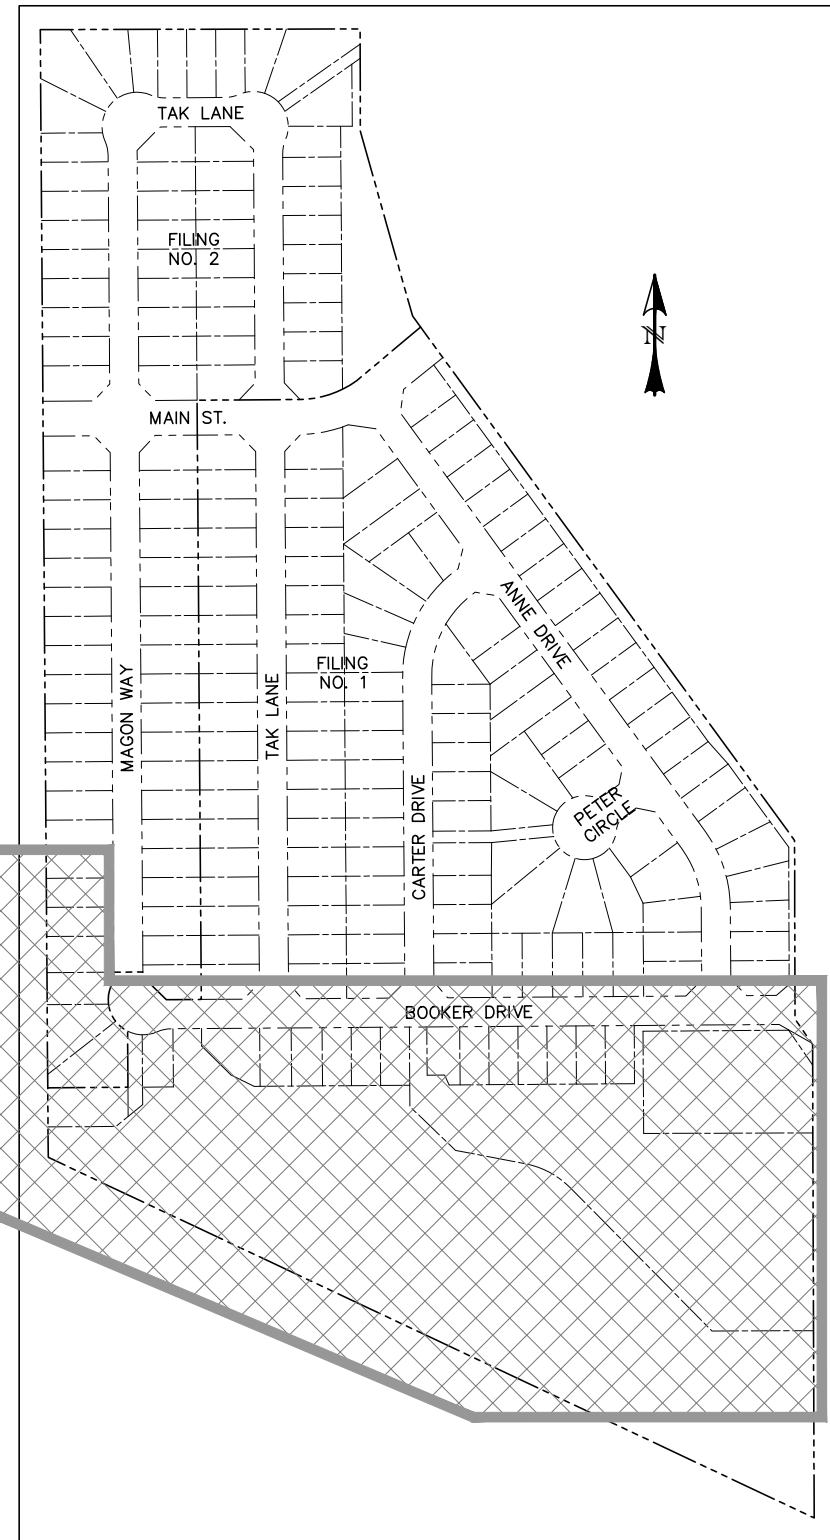 TAK LANE
FILING
NO. 2
N
MAIN ST.
ANNE DRIVE
FILING
NO. 1
MAGON WAY
TAK LANE
CARTER DRIVE
PETER
CIRCLE
BOOKER DRIVE